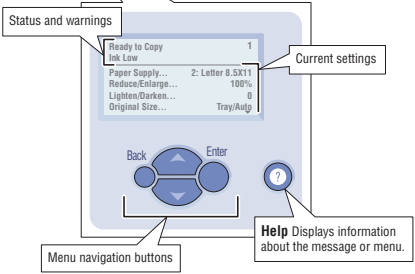 Status and warnings
Ready to Copy 1
Ink Low
Paper Supply... 2: Letter 8.5X11
Reduce/Enlarge... 100%
Lighten/Darken... 0
Original Size... Tray/Auto
Current settings
Back
Enter
?
Help Displays information
about the message or menu.
Menu navigation buttons